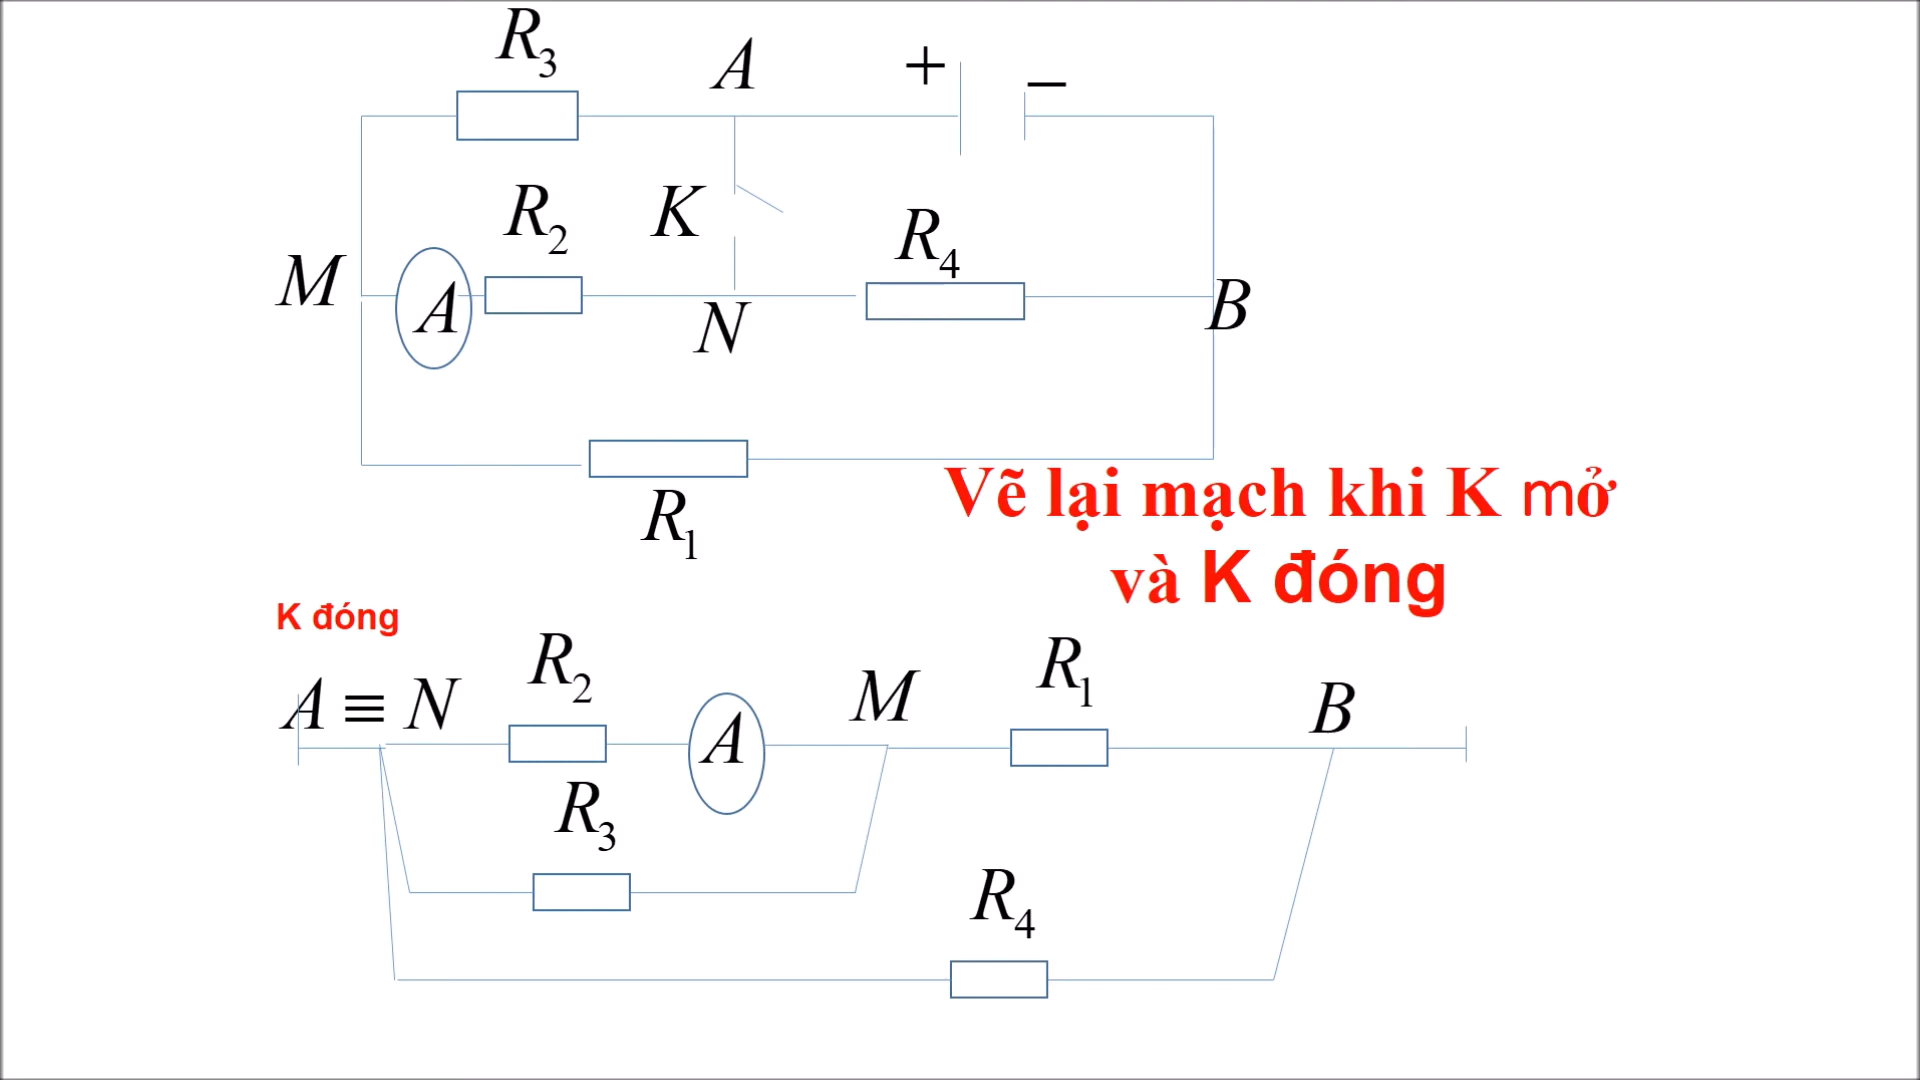 R3
A
+
−
R2
K
R4
M
A
N
B
R1
Vẽ lại mạch khi K mở
và K đóng
K đóng
A ≡ N
R2
A
M
R1
B
R3
R4